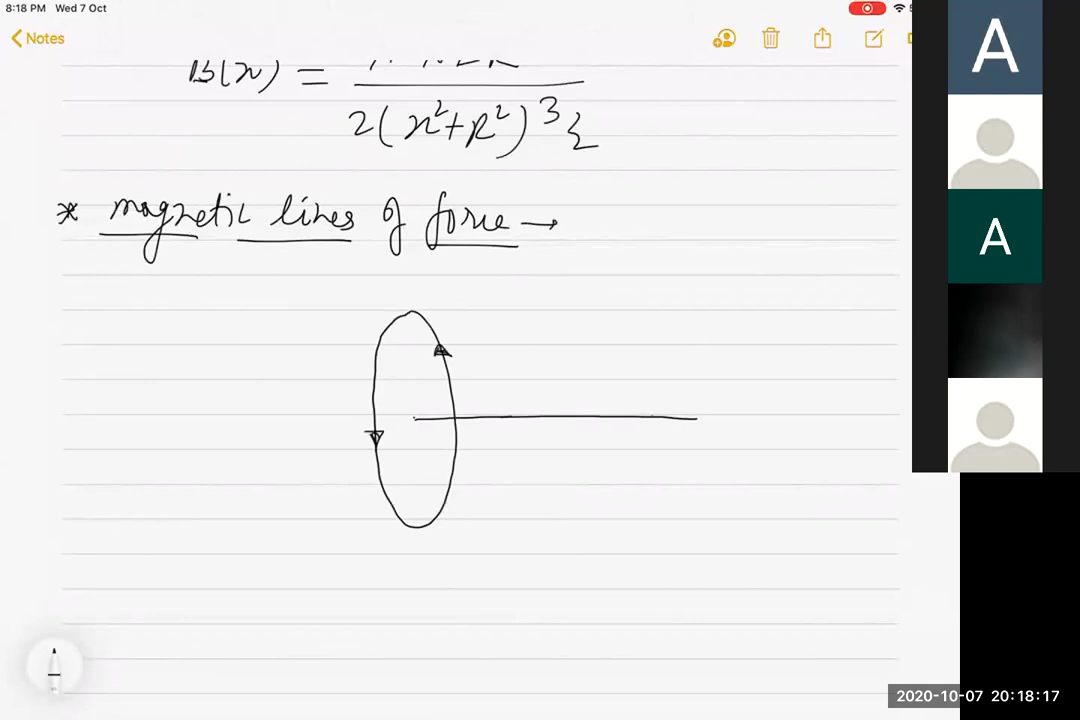 8:18 PM Wed 7 Oct
Notes
B(x) =
2(x²+R²)^3/2
* magnetic lines of force →
A
A
2020-10-07 20:18:17